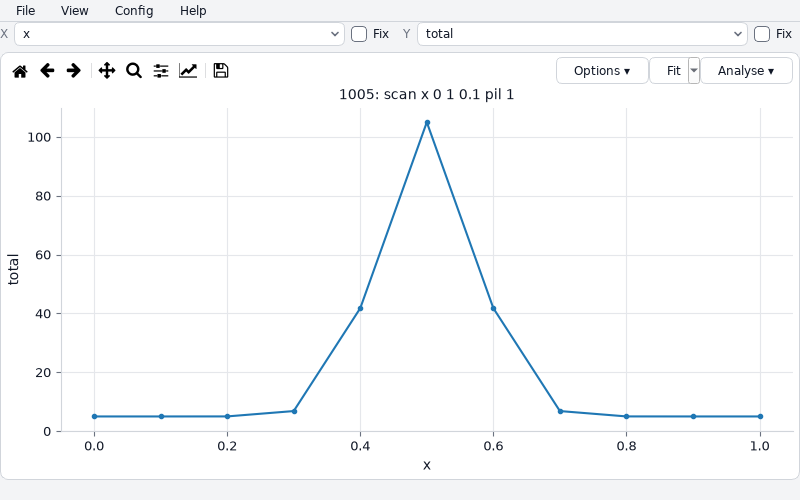 File View Config Help
X x Fix Y total Fix
Options ▾ Fit Analyse ▾
1005: scan x 0 1 0.1 pil 1
total
100
80
60
40
20
0
0.0 0.2 0.4 0.6 0.8 1.0
x